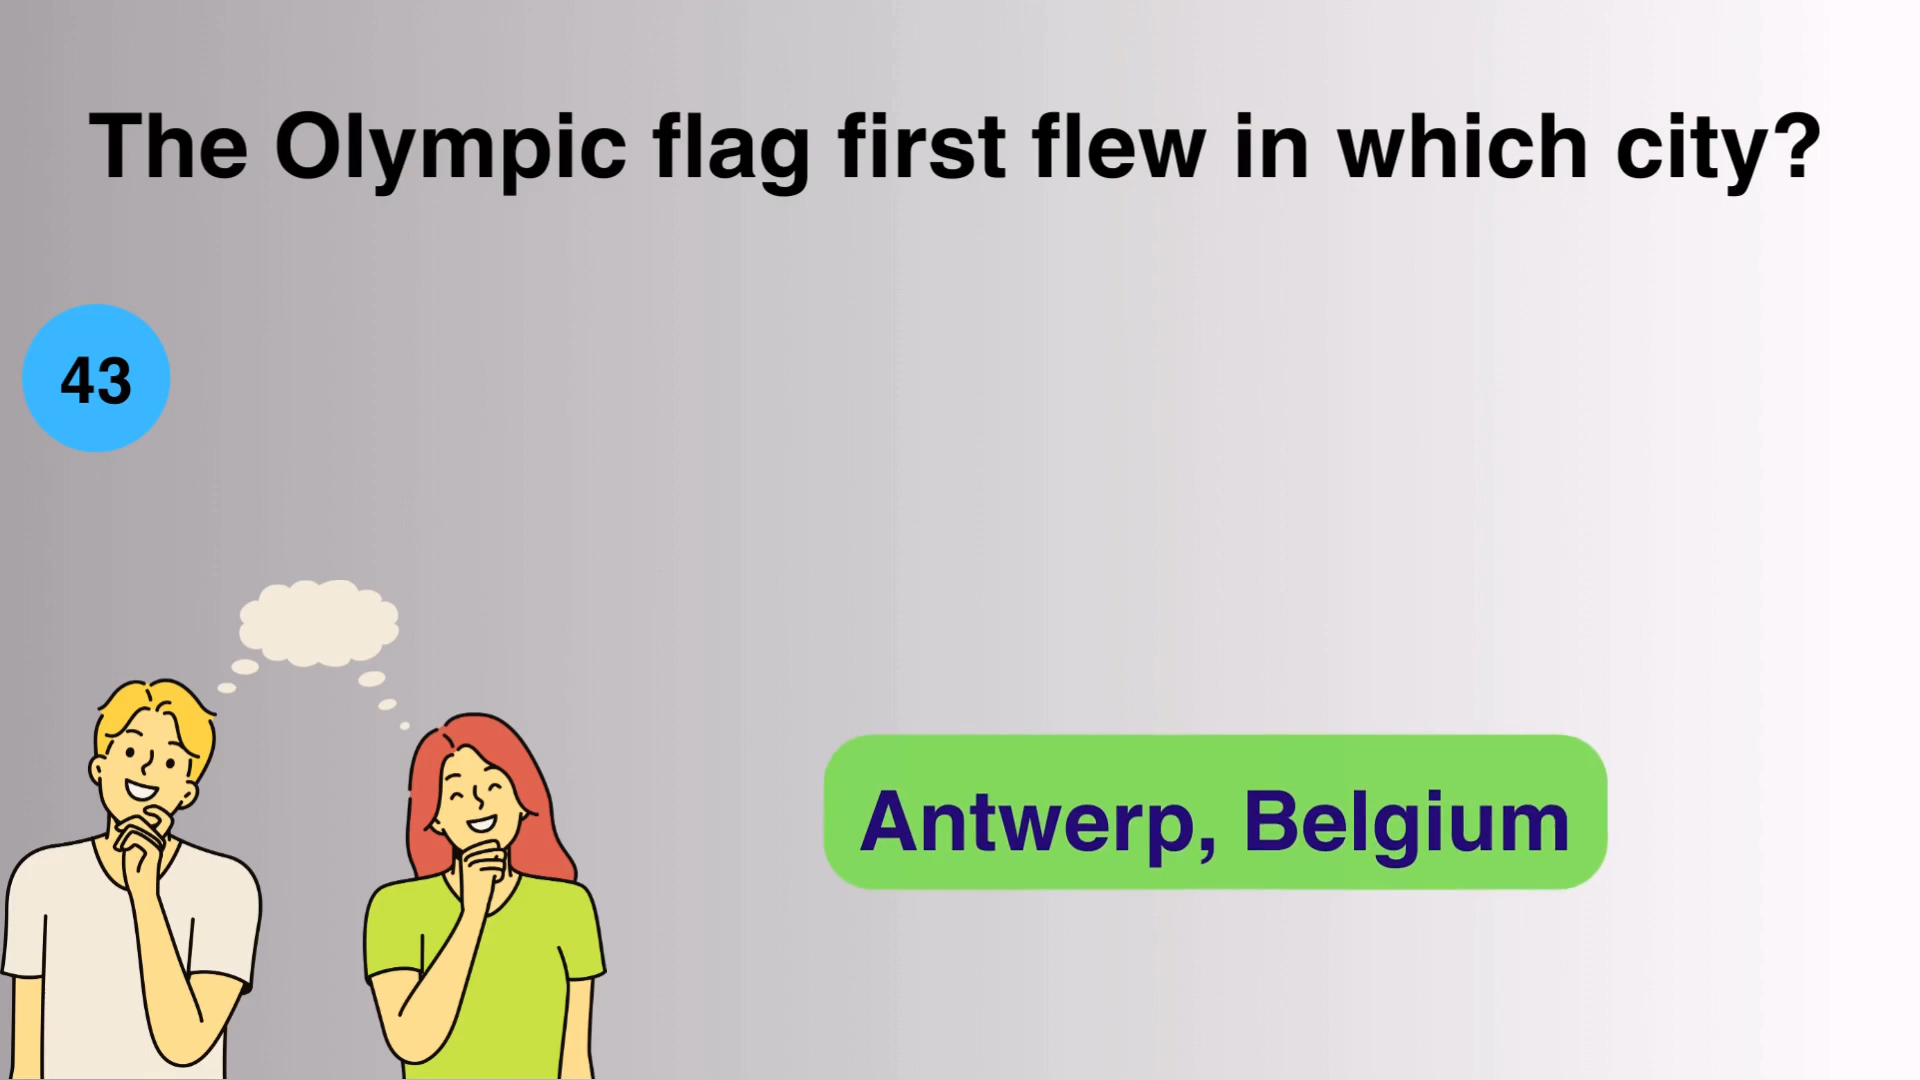 The Olympic flag first flew in which city?
43
Antwerp, Belgium